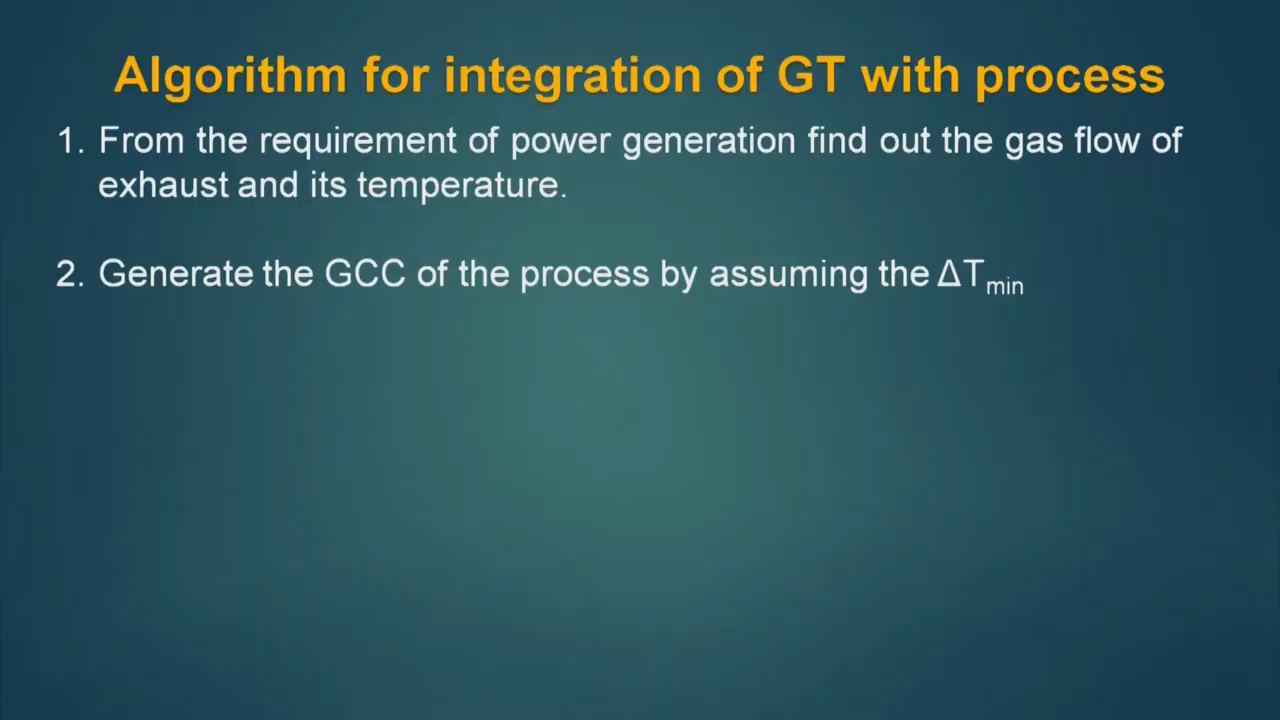 Algorithm for integration of GT with process
1. From the requirement of power generation find out the gas flow of
exhaust and its temperature.
2. Generate the GCC of the process by assuming the ΔTmin